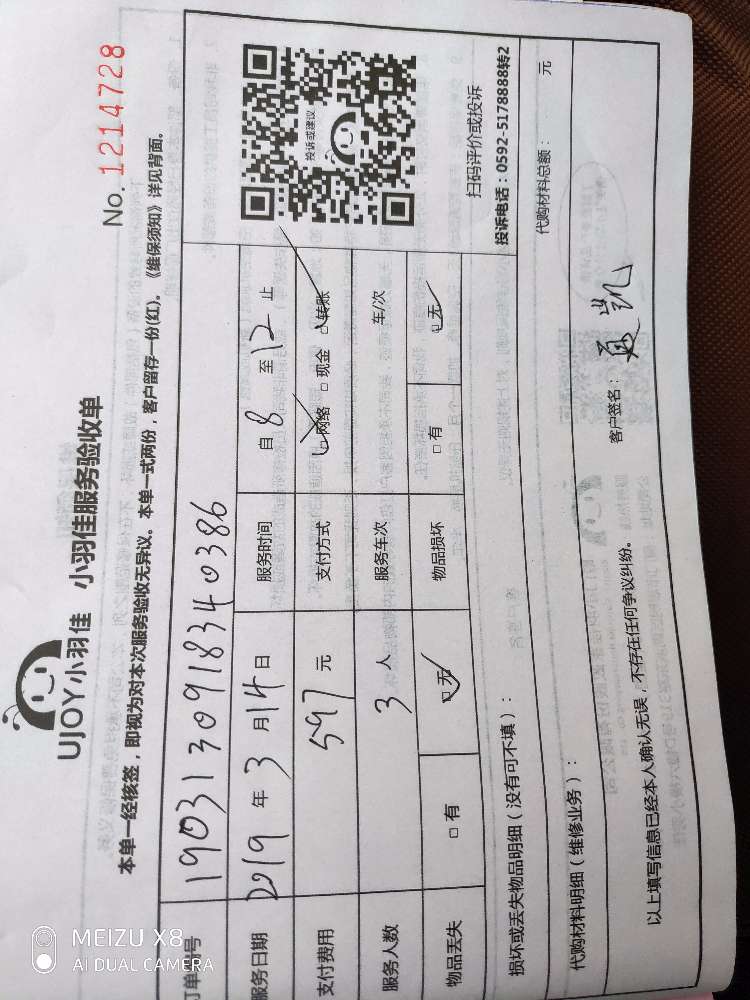 UJOY小羽佳 小羽佳服务验收单
No. 1214728
本单一经核签，即视为对本次服务验收无异议。本单一式两份，客户留存一份(红)。《维保须知》详见背面。
订单编号 190313091834 0386
服务日期 2019 年 3 月 14 日 服务时间 自 8 至 12 止
支付费用 597 元 支付方式 □网络 □现金 □转账
服务人数 3 人 服务车次 车/次
物品丢失 □有 □无 物品损坏 □有 □无
投诉或建议
扫码评价或投诉
投诉电话：0592-5178888转2
损坏或丢失物品明细（没有可不填）：
代购材料明细（维修业务）： 代购材料总额： 元
以上填写信息已经本人确认无误，不存在任何争议纠纷。
客户签名： 夏凯
MEIZU X8
AI DUAL CAMERA